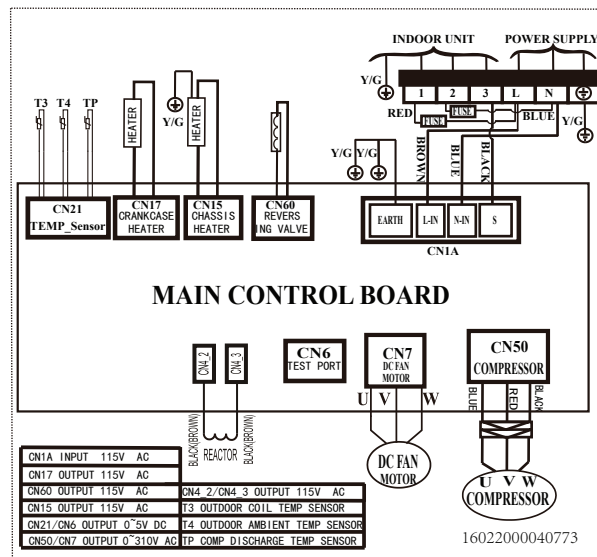 INDOOR UNIT POWER SUPPLY
Y/G
1 2 3 L N
RED FUSE FUSE BLUE
Y/G
T3 T4 TP
HEATER
Y/G
HEATER
Y/G Y/G
BROWN
BLUE
BLACK
CN21
TEMP_Sensor
CN17
CRANKCASE
HEATER
CN15
CHASSIS
HEATER
CN60
REVERS
ING VALVE
EARTH L-IN N-IN S
CN1A
MAIN CONTROL BOARD
CN4_2 CN4_3
CN6
TEST PORT
CN7
DC FAN
MOTOR
CN50
COMPRESSOR
U V W
BLUE
RED
BLACK
BLACK(BROWN)
REACTOR
BLACK(BROWN)
DC FAN
MOTOR
U V W
COMPRESSOR
CN1A INPUT 115V AC
CN17 OUTPUT 115V AC
CN60 OUTPUT 115V AC
CN4_2/CN4_3 OUTPUT 115V AC
CN15 OUTPUT 115V AC
T3 OUTDOOR COIL TEMP SENSOR
CN21/CN6 OUTPUT 0~5V DC
T4 OUTDOOR AMBIENT TEMP SENSOR
CN50/CN7 OUTPUT 0~310V AC
TP COMP DISCHARGE TEMP SENSOR
16022000040773